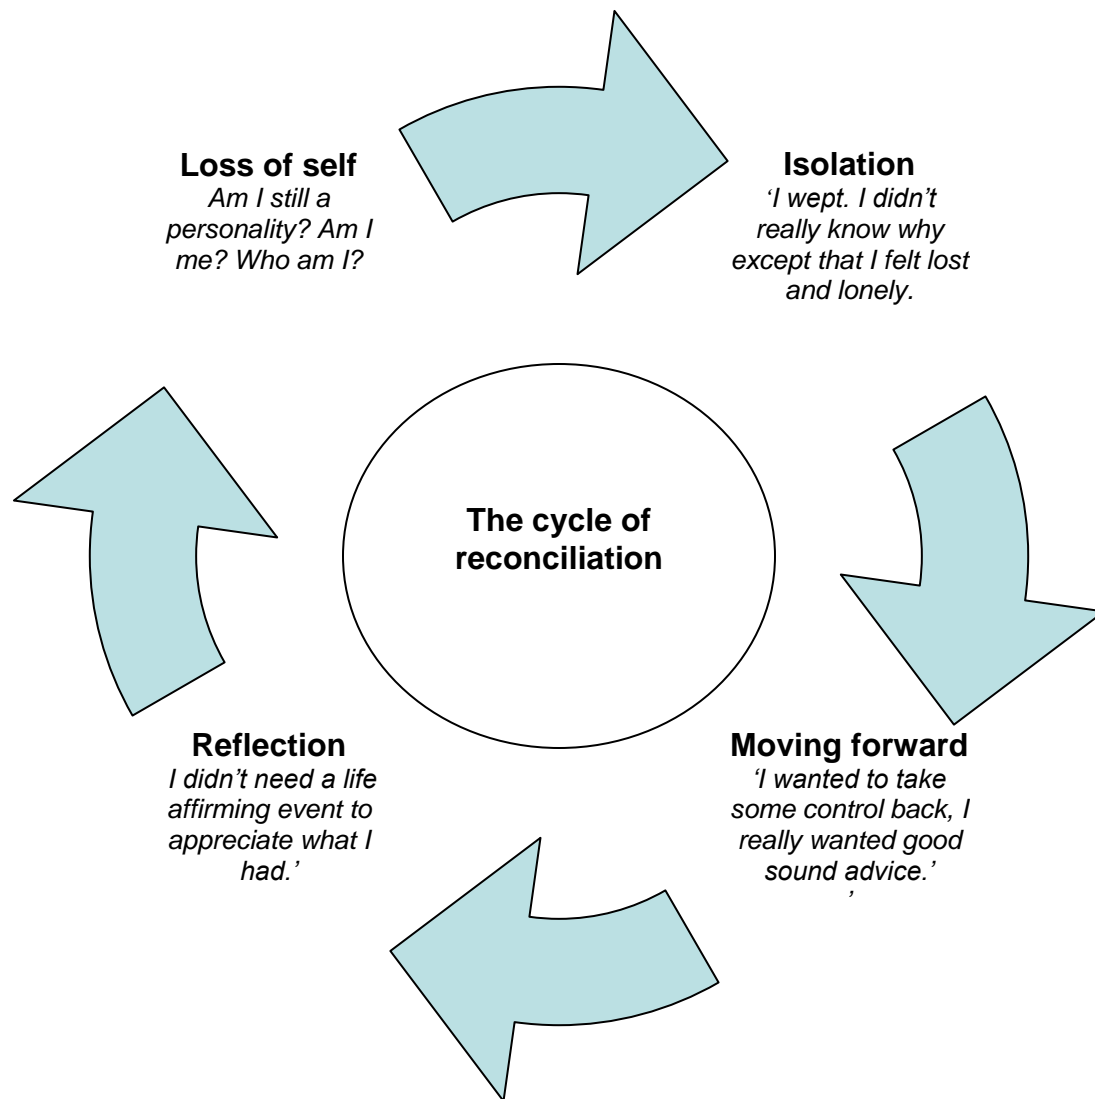 Loss of self
Am I still a
personality? Am I
me? Who am I?
Isolation
‘I wept. I didn’t
really know why
except that I felt lost
and lonely.
The cycle of
reconciliation
Reflection
I didn’t need a life
affirming event to
appreciate what I
had.’
Moving forward
‘I wanted to take
some control back, I
really wanted good
sound advice.’
’